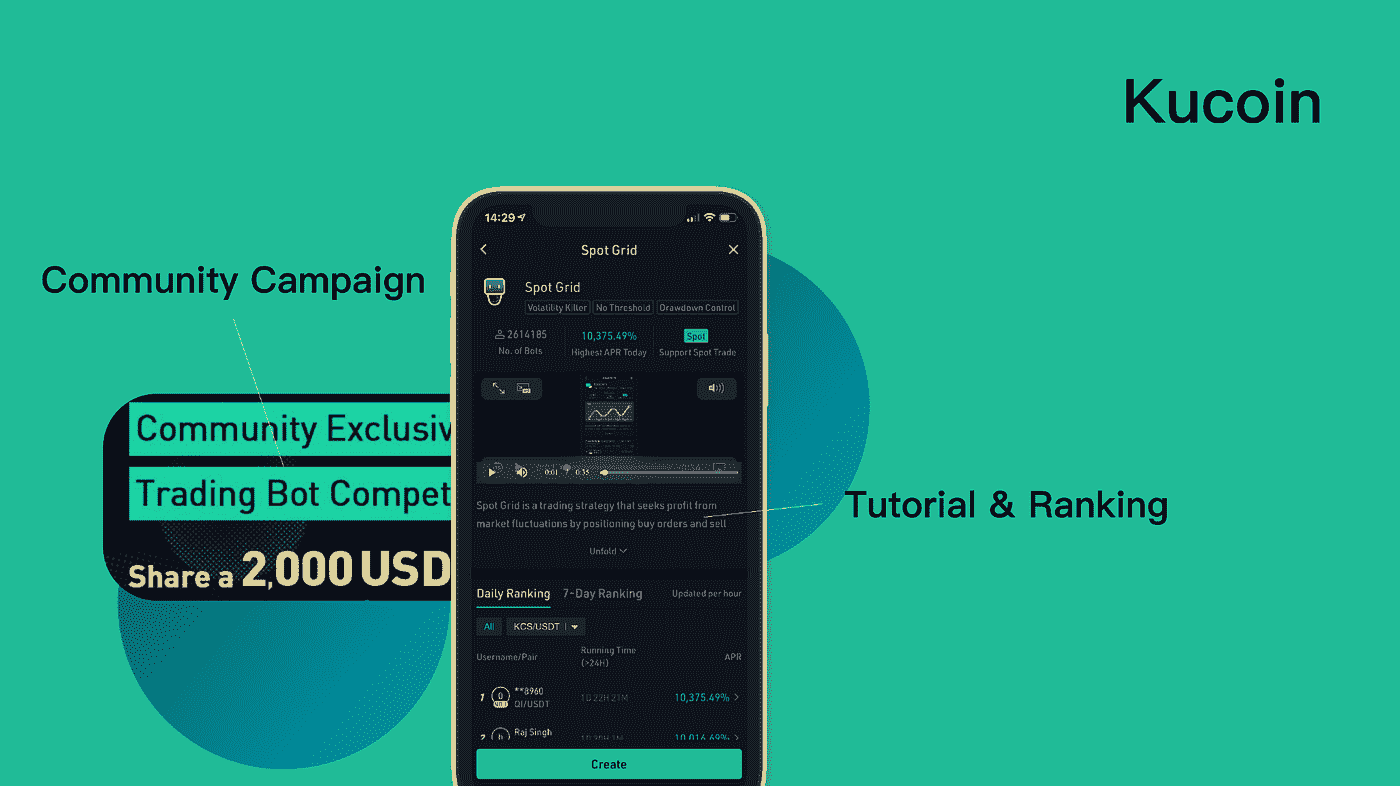 Kucoin
Community Campaign
Community Exclusiv
Trading Bot Compet
Share a 2,000 USD
14:29
Spot Grid
Spot Grid
Volatility Killer No Threshold Drawdown Control
2614185 10,375.49% Spot
No. of Bots Highest APR Today Support Spot Trade
0:01 0:35
Spot Grid is a trading strategy that seeks profit from
market fluctuations by positioning buy orders and sell
Unfold
Tutorial & Ranking
Daily Ranking 7-Day Ranking Updated per hour
All KCS/USDT
Username/Pair Running Time (>24H) APR
1 **8960 10,375.49%
QI/USDT
2 Raj Singh 10,016.69%
Create